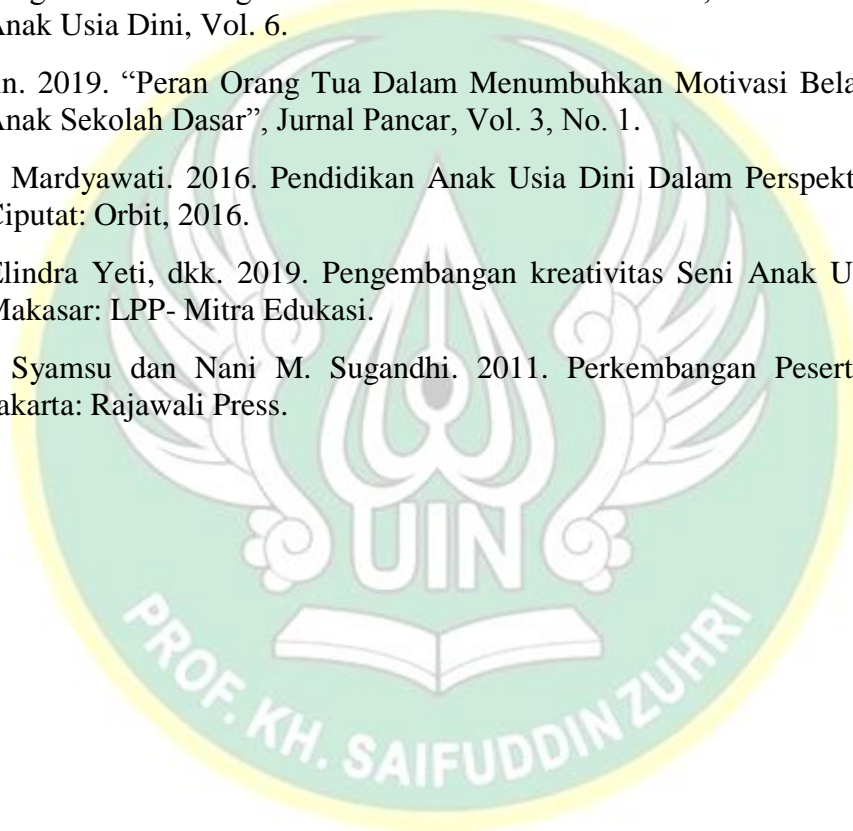 Anak Usia Dini, Vol. 6.
in. 2019. “Peran Orang Tua Dalam Menumbuhkan Motivasi Bela
Anak Sekolah Dasar”, Jurnal Pancar, Vol. 3, No. 1.
Mardyawati. 2016. Pendidikan Anak Usia Dini Dalam Perspekt
Ciputat: Orbit, 2016.
Elindra Yeti, dkk. 2019. Pengembangan kreativitas Seni Anak U
Makasar: LPP- Mitra Edukasi.
Syamsu dan Nani M. Sugandhi. 2011. Perkembangan Pesert
akarta: Rajawali Press.
UIN
PROF. KH. SAIFUDDIN ZUHRI